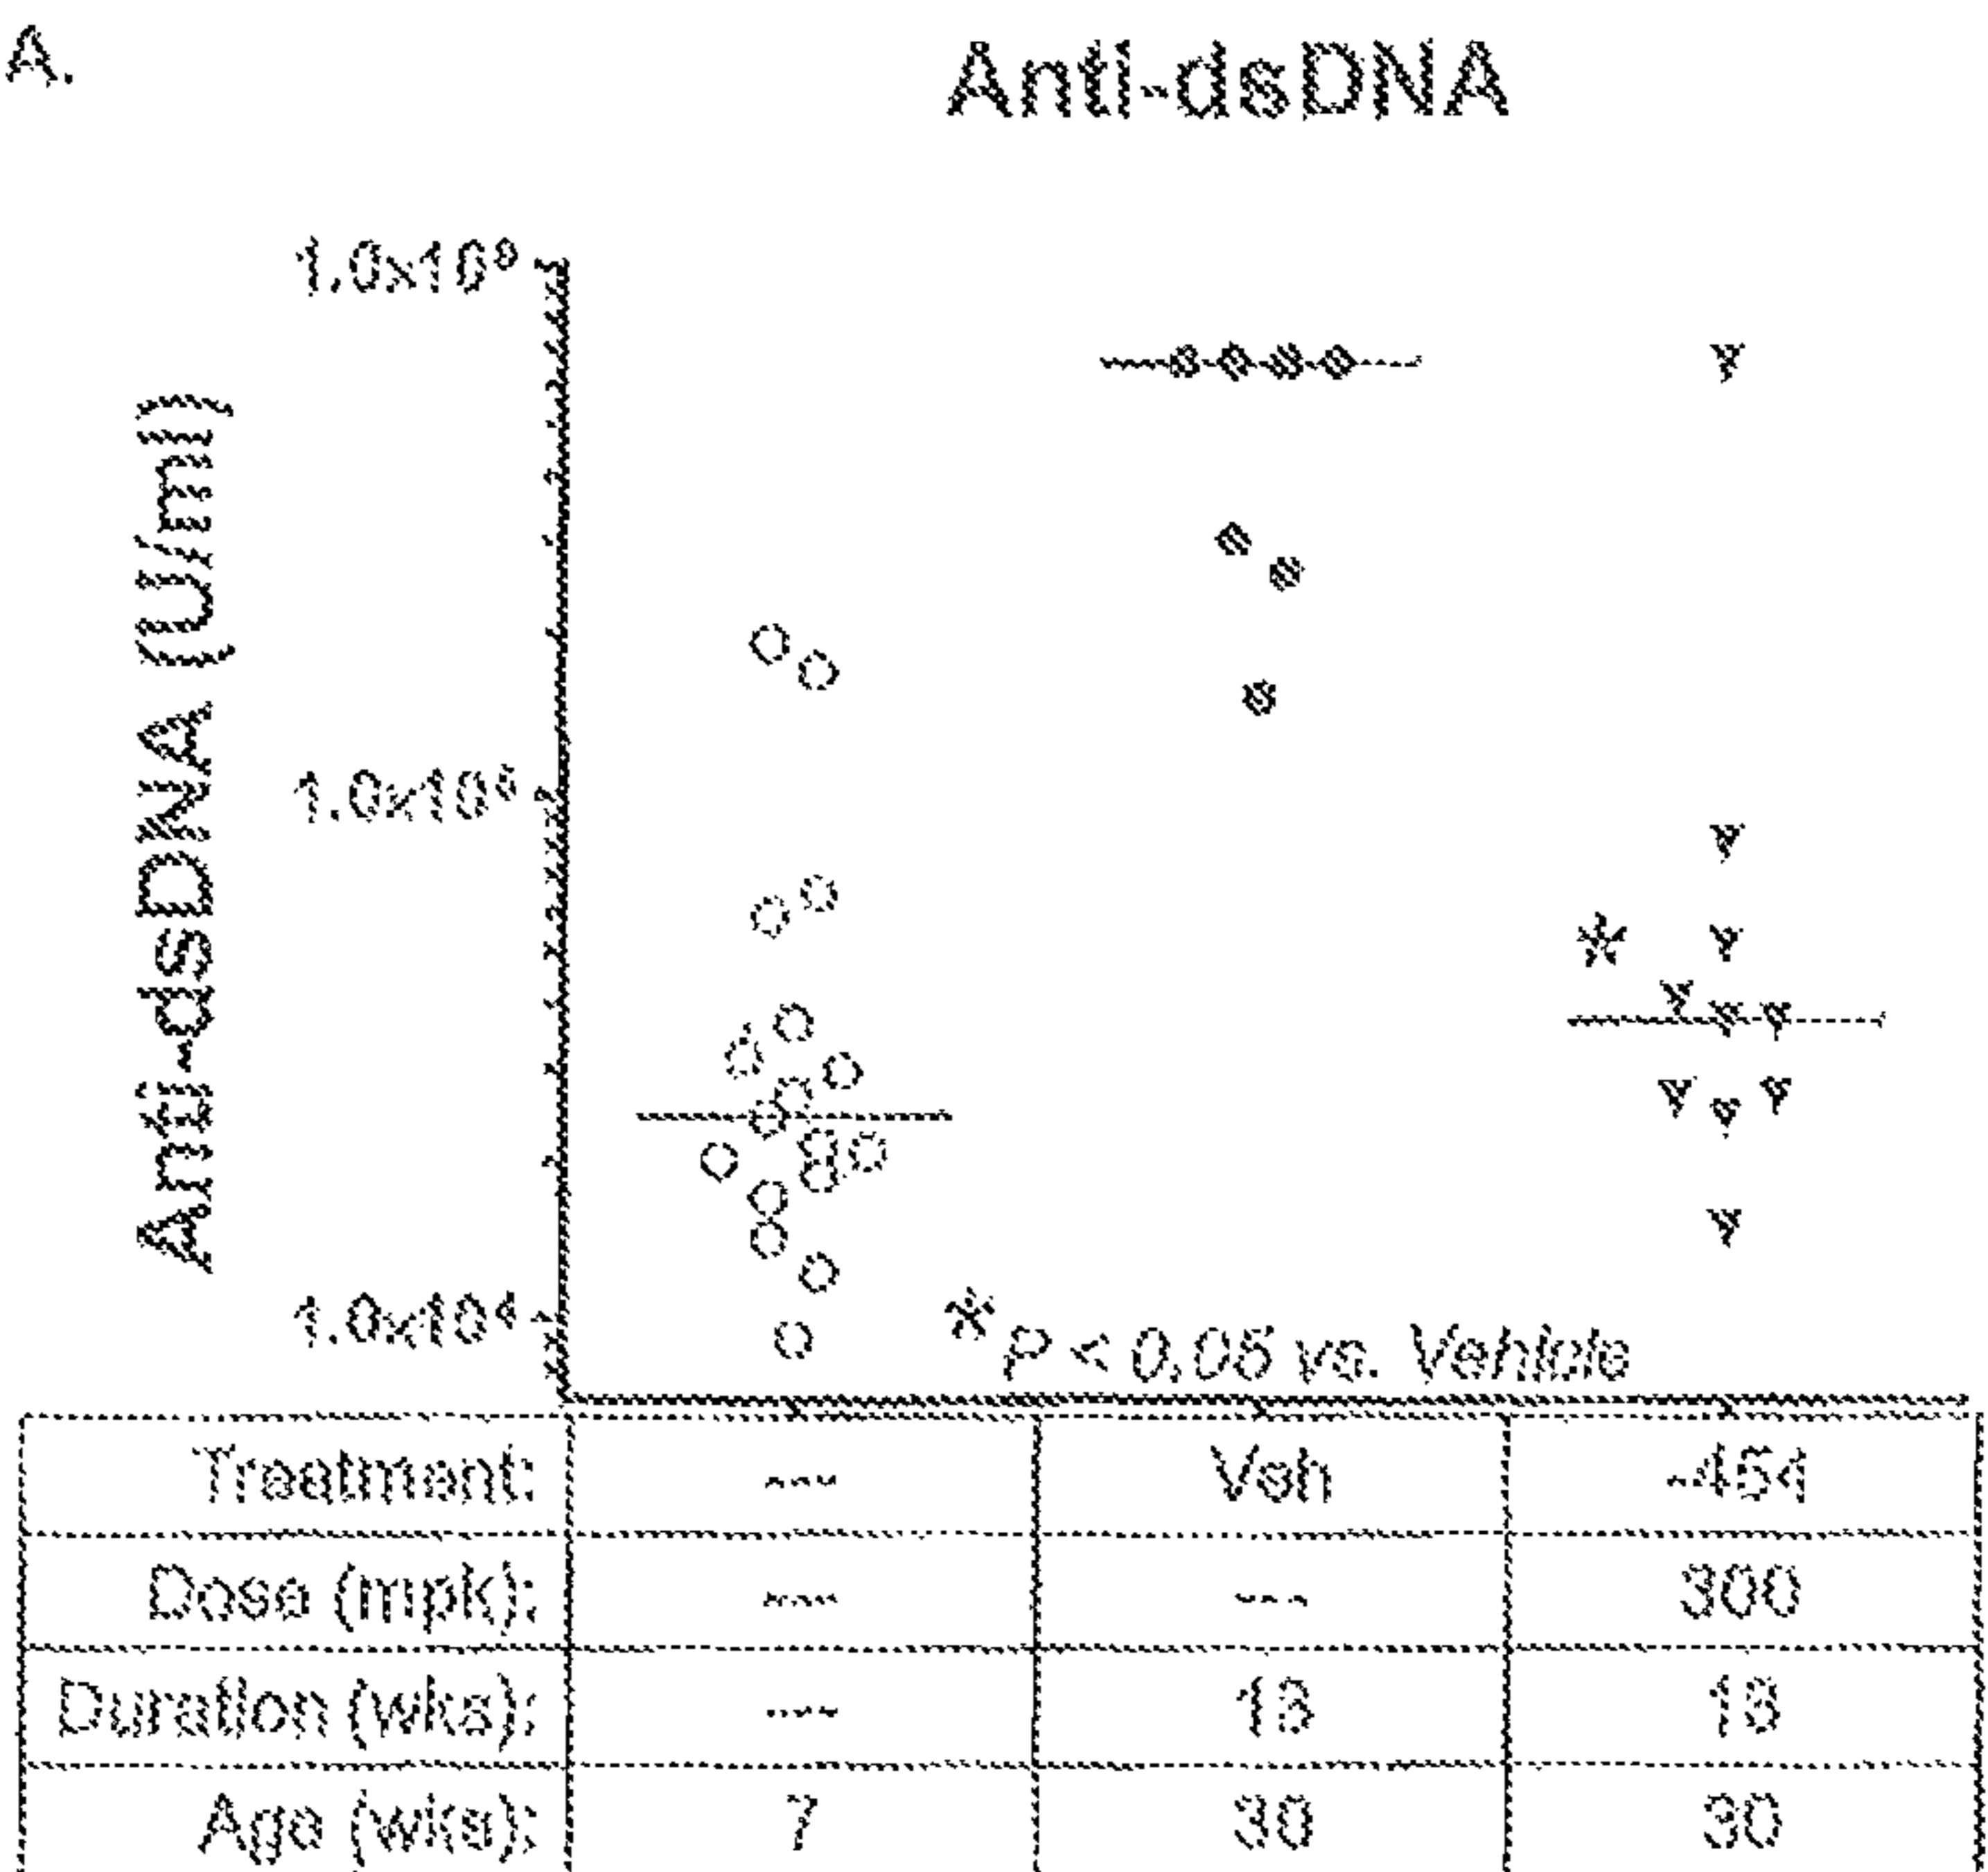 A.
Anti-dsDNA
Anti-dsDNA (U/ml)
1.0x10⁶
1.0x10⁵
1.0x10⁴
* P < 0.05 vs. Vehicle
*
Treatment: --- Veh -454
Dose (mpk): --- --- 300
Duration (wks): --- 13 13
Age (wks): 7 30 30